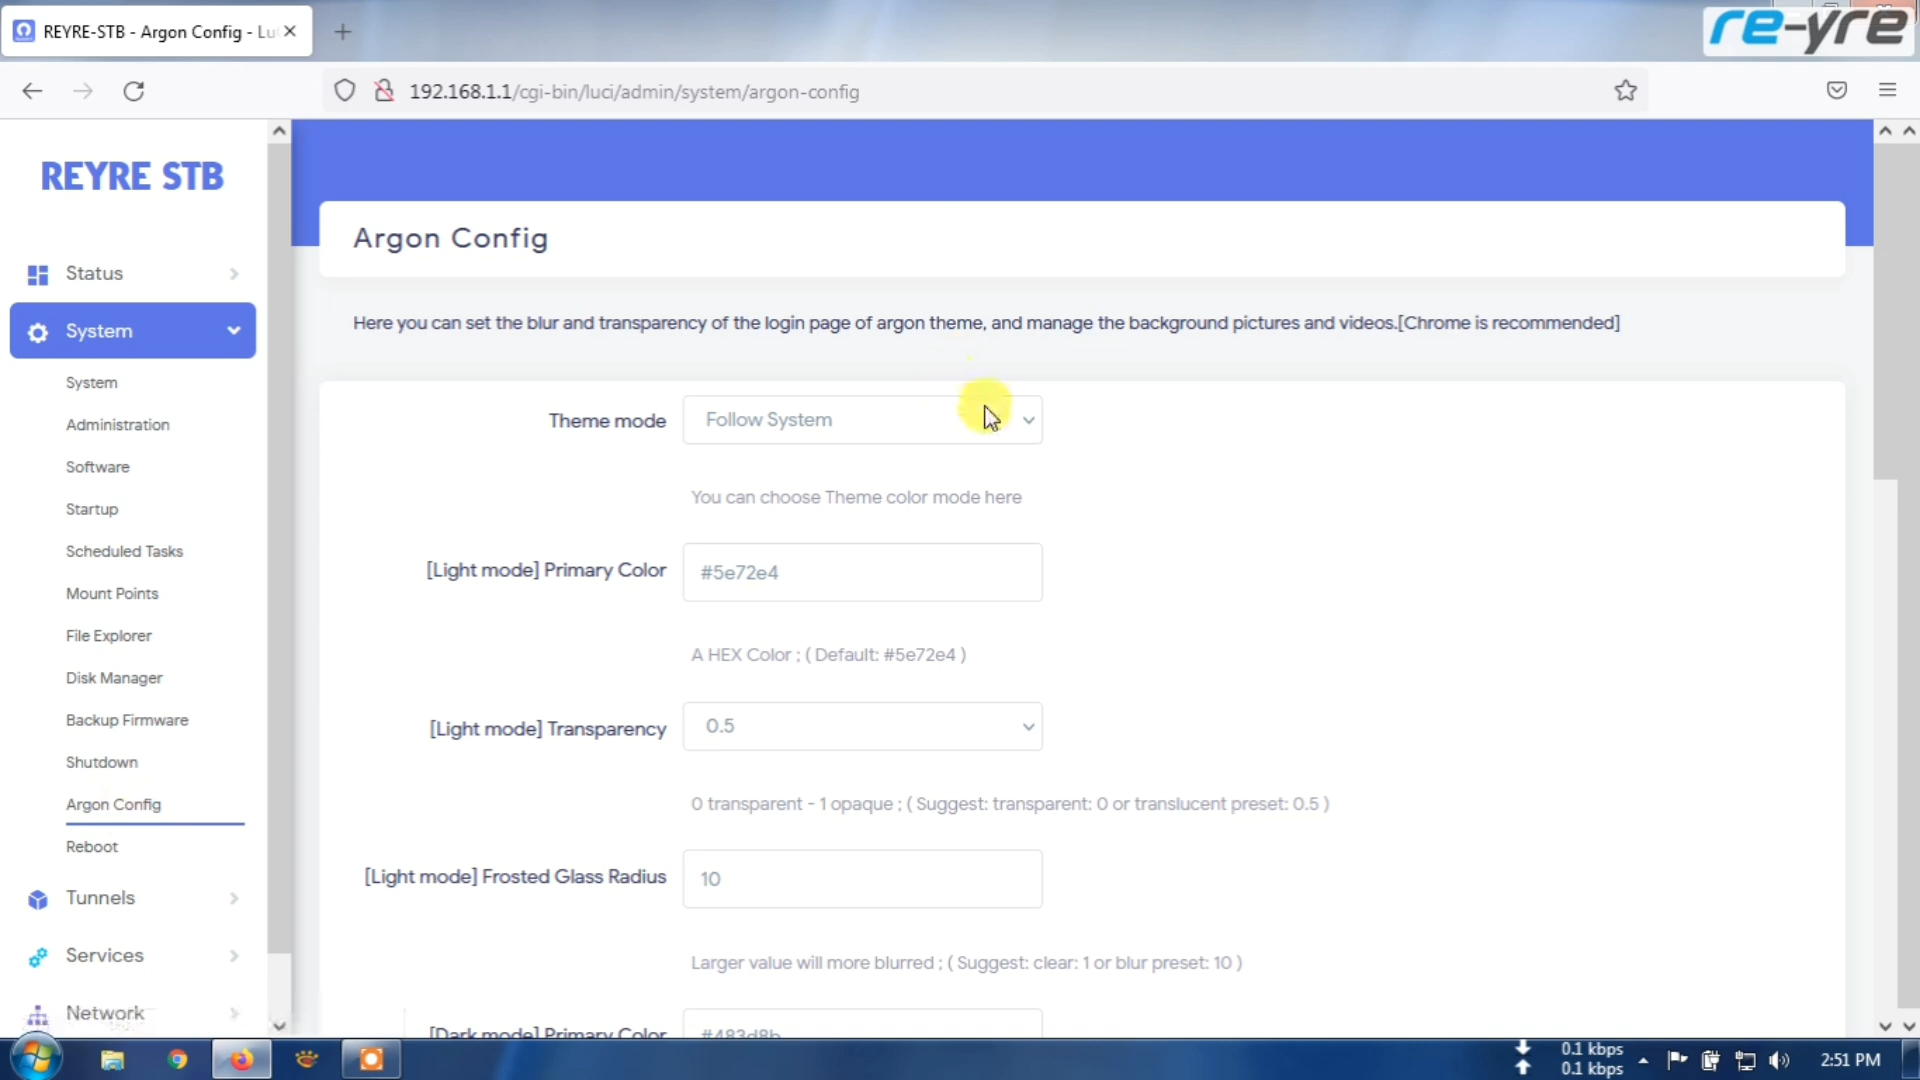 REYRE-STB - Argon Config - Lu
re-yre
192.168.1.1/cgi-bin/luci/admin/system/argon-config
REYRE STB
Status
System
System
Administration
Software
Startup
Scheduled Tasks
Mount Points
File Explorer
Disk Manager
Backup Firmware
Shutdown
Argon Config
Reboot
Tunnels
Services
Network
Argon Config
Here you can set the blur and transparency of the login page of argon theme, and manage the background pictures and videos.[Chrome is recommended]
Theme mode
Follow System
You can choose Theme color mode here
[Light mode] Primary Color
#5e72e4
A HEX Color ; ( Default: #5e72e4 )
[Light mode] Transparency
0.5
0 transparent - 1 opaque ; ( Suggest: transparent: 0 or translucent preset: 0.5 )
[Light mode] Frosted Glass Radius
10
Larger value will more blurred ; ( Suggest: clear: 1 or blur preset: 10 )
[Dark mode] Primary Color
#483d8b
0.1 kbps
0.1 kbps
2:51 PM